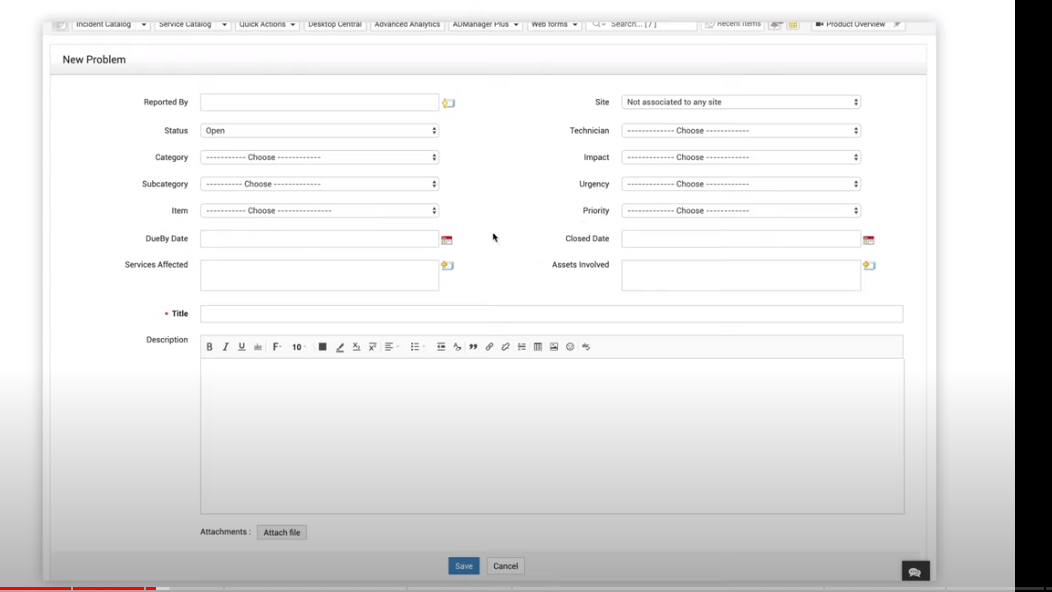 Incident Catalog Service Catalog Quick Actions Desktop Central Advanced Analytics ADManager Plus Web forms Search... [ / ] Recent Items Product Overview
New Problem
Reported By
Site Not associated to any site
Status Open
Technician ------------- Choose -------------
Category ----------- Choose ------------
Impact ------------- Choose -------------
Subcategory ---------- Choose -------------
Urgency ------------- Choose -------------
Item ----------- Choose ---------------
Priority ------------- Choose -------------
DueBy Date
Closed Date
Services Affected
Assets Involved
* Title
Description
B I U abc F 10
Attachments : Attach file
Save Cancel